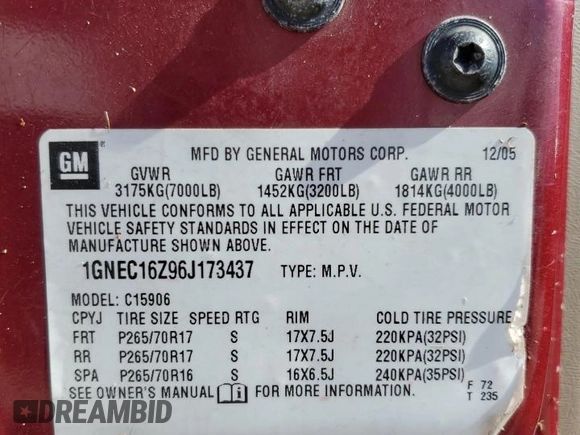 GM
MFD BY GENERAL MOTORS CORP. 12/05
GVWR GAWR FRT GAWR RR
3175KG(7000LB) 1452KG(3200LB) 1814KG(4000LB)
THIS VEHICLE CONFORMS TO ALL APPLICABLE U.S. FEDERAL MOTOR
VEHICLE SAFETY STANDARDS IN EFFECT ON THE DATE OF
MANUFACTURE SHOWN ABOVE.
1GNEC16Z96J173437 TYPE: M.P.V.
MODEL: C15906
CPYJ TIRE SIZE SPEED RTG RIM COLD TIRE PRESSURE
FRT P265/70R17 S 17X7.5J 220KPA(32PSI)
RR P265/70R17 S 17X7.5J 220KPA(32PSI)
SPA P265/70R16 S 16X6.5J 240KPA(35PSI)
SEE OWNER'S MANUAL FOR MORE INFORMATION. F 72
T 235
DREAMBID